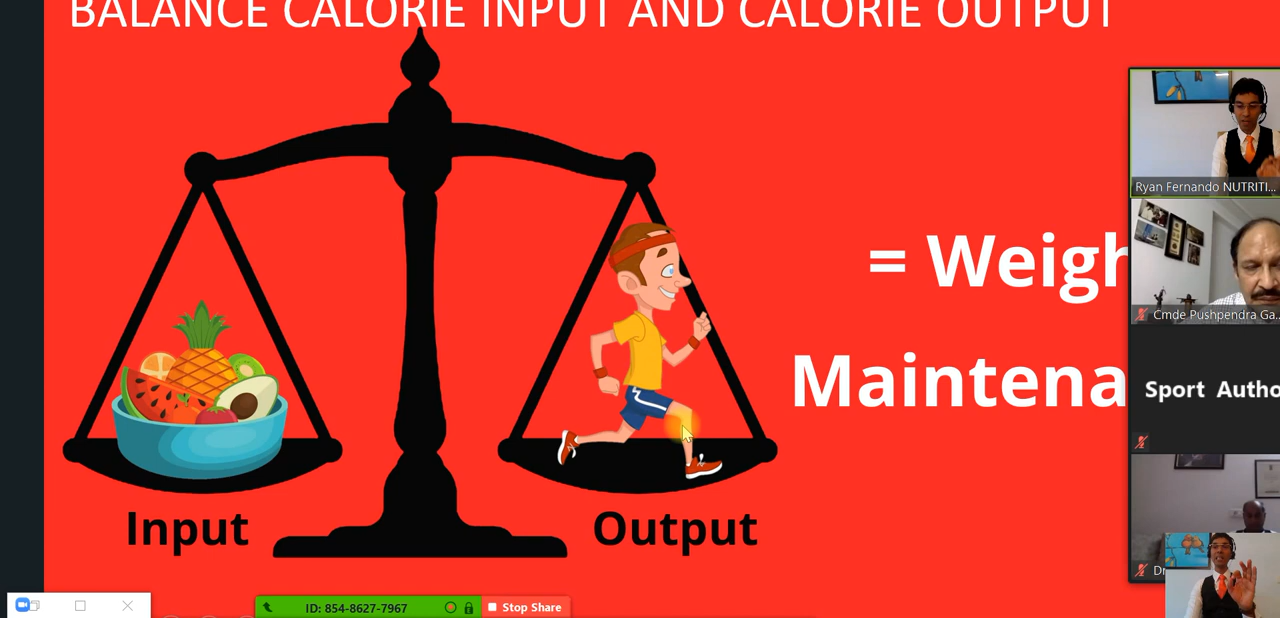 BALANCE CALORIE INPUT AND CALORIE OUTPUT
= Weigh
Maintena
Input
Output
Ryan Fernando NUTRITI...
Cmde Pushpendra Ga...
Sport Autho
Dr
ID: 854-8627-7967
Stop Share